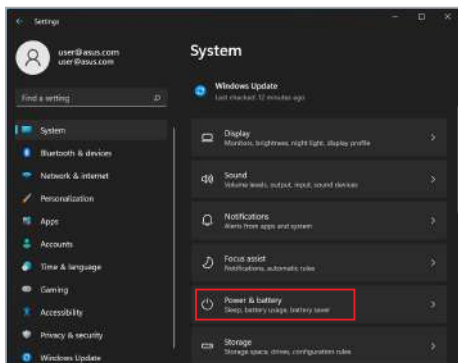 Settings
user@asus.com
user@asus.com
Find a setting
System
Bluetooth & devices
Network & internet
Personalization
Apps
Accounts
Time & language
Gaming
Accessibility
Privacy & security
Windows Update
System
Windows Update
Last checked: 12 minutes ago
Display
Monitors, brightness, night light, display profile
Sound
Volume levels, output, input, sound devices
Notifications
Alerts from apps and system
Focus assist
Notifications, automatic rules
Power & battery
Sleep, battery usage, battery saver
Storage
Storage space, drives, configuration rules